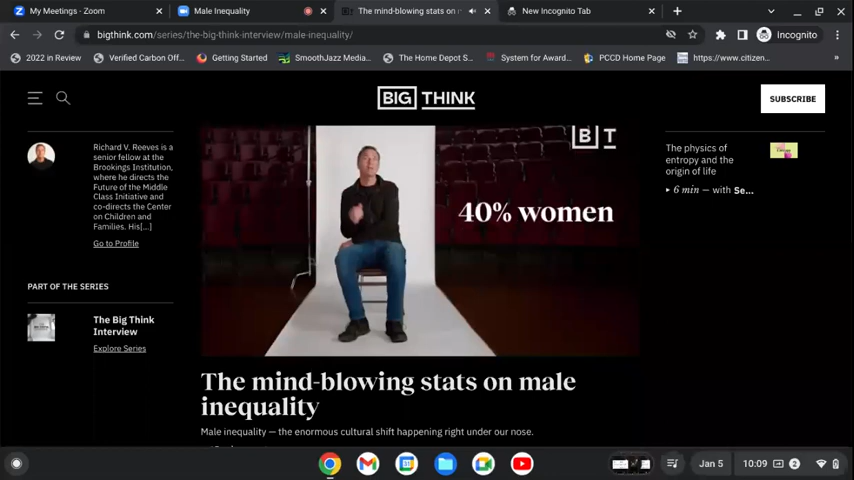 My Meetings - Zoom
Male Inequality
The mind-blowing stats on m
New Incognito Tab
bigthink.com/series/the-big-think-interview/male-inequality/
Incognito
2022 in Review
Verified Carbon Off...
Getting Started
SmoothJazz Media...
The Home Depot S...
System for Award...
PCCD Home Page
https://www.citizen...
»
BIG THINK
SUBSCRIBE
Richard V. Reeves is a
senior fellow at the
Brookings Institution,
where he directs the
Future of the Middle
Class Initiative and
co-directs the Center
on Children and
Families. His[...]
Go to Profile
PART OF THE SERIES
The Big Think
Interview
Explore Series
B T
40% women
The mind-blowing stats on male
inequality
Male inequality — the enormous cultural shift happening right under our nose.
The physics of
entropy and the
origin of life
6 min — with Se...
Jan 5
10:09
2